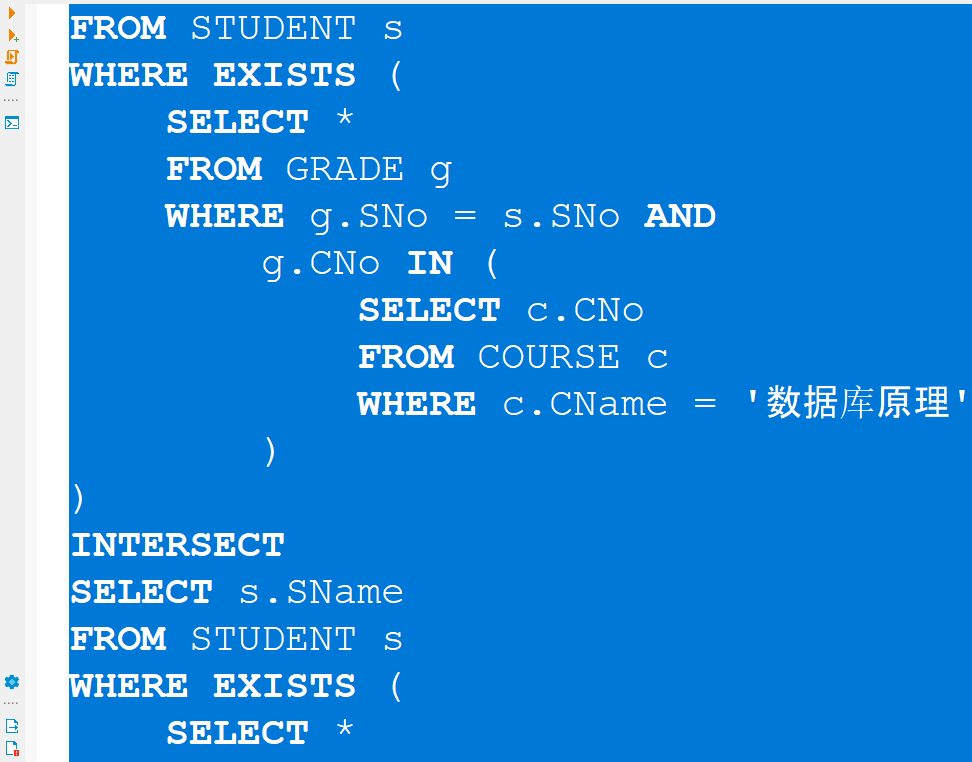 FROM STUDENT s
WHERE EXISTS (
SELECT *
FROM GRADE g
WHERE g.SNo = s.SNo AND
g.CNo IN (
SELECT c.CNo
FROM COURSE c
WHERE c.CName = '数据库原理'
)
)
INTERSECT
SELECT s.SName
FROM STUDENT s
WHERE EXISTS (
SELECT *